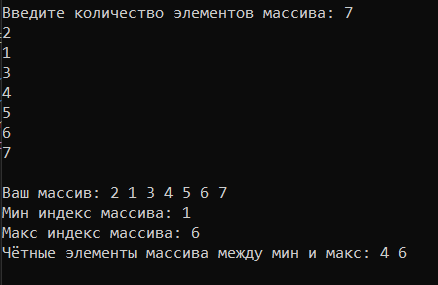 Введите количество элементов массива: 7
2
1
3
4
5
6
7
Ваш массив: 2 1 3 4 5 6 7
Мин индекс массива: 1
Макс индекс массива: 6
Чётные элементы массива между мин и макс: 4 6